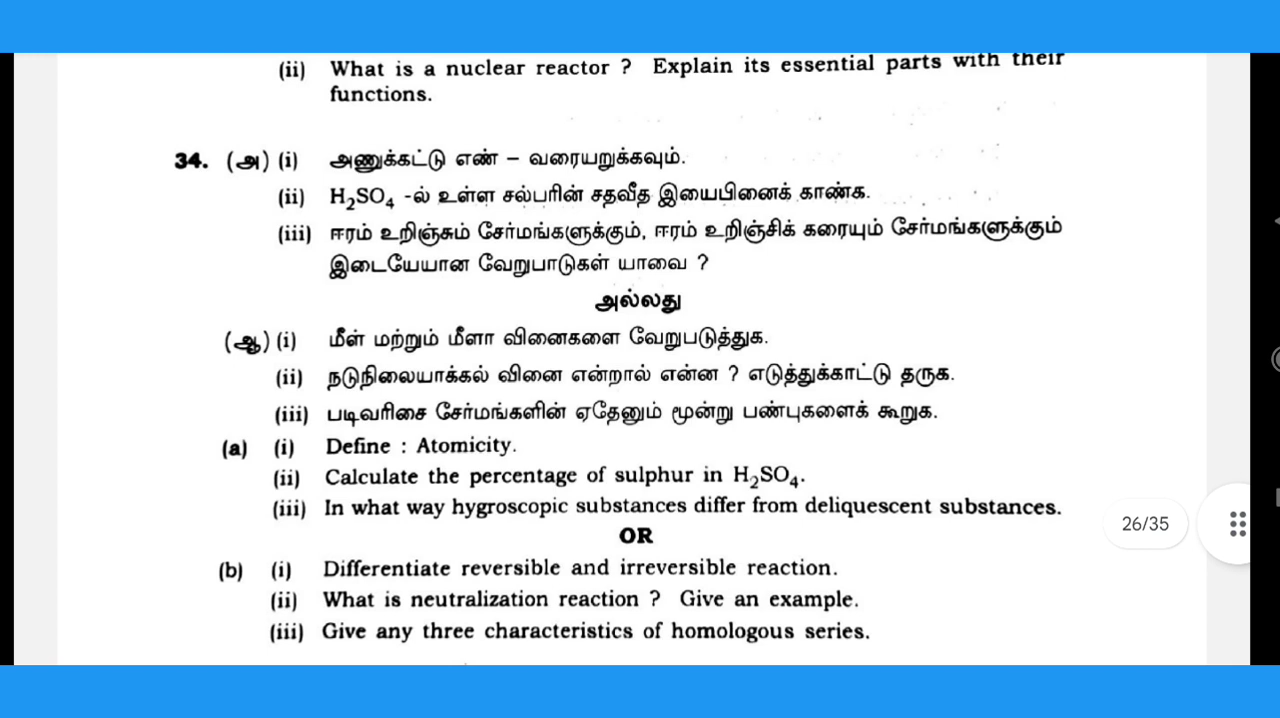 (ii) What is a nuclear reactor ? Explain its essential parts with their
functions.
34. (அ) (i) அணுக்கட்டு எண் – வரையறுக்கவும்.
(ii) H₂SO₄ -ல் உள்ள சல்பரின் சதவீத இயைபினைக் காண்க.
(iii) ஈரம் உறிஞ்சும் சேர்மங்களுக்கும், ஈரம் உறிஞ்சிக் கரையும் சேர்மங்களுக்கும்
இடையேயான வேறுபாடுகள் யாவை ?
அல்லது
(ஆ) (i) மீள் மற்றும் மீளா வினைகளை வேறுபடுத்துக.
(ii) நடுநிலையாக்கல் வினை என்றால் என்ன ? எடுத்துக்காட்டு தருக.
(iii) படிவரிசை சேர்மங்களின் ஏதேனும் மூன்று பண்புகளைக் கூறுக.
(a) (i) Define : Atomicity.
(ii) Calculate the percentage of sulphur in H₂SO₄.
(iii) In what way hygroscopic substances differ from deliquescent substances.
OR
(b) (i) Differentiate reversible and irreversible reaction.
(ii) What is neutralization reaction ? Give an example.
(iii) Give any three characteristics of homologous series.
26/35